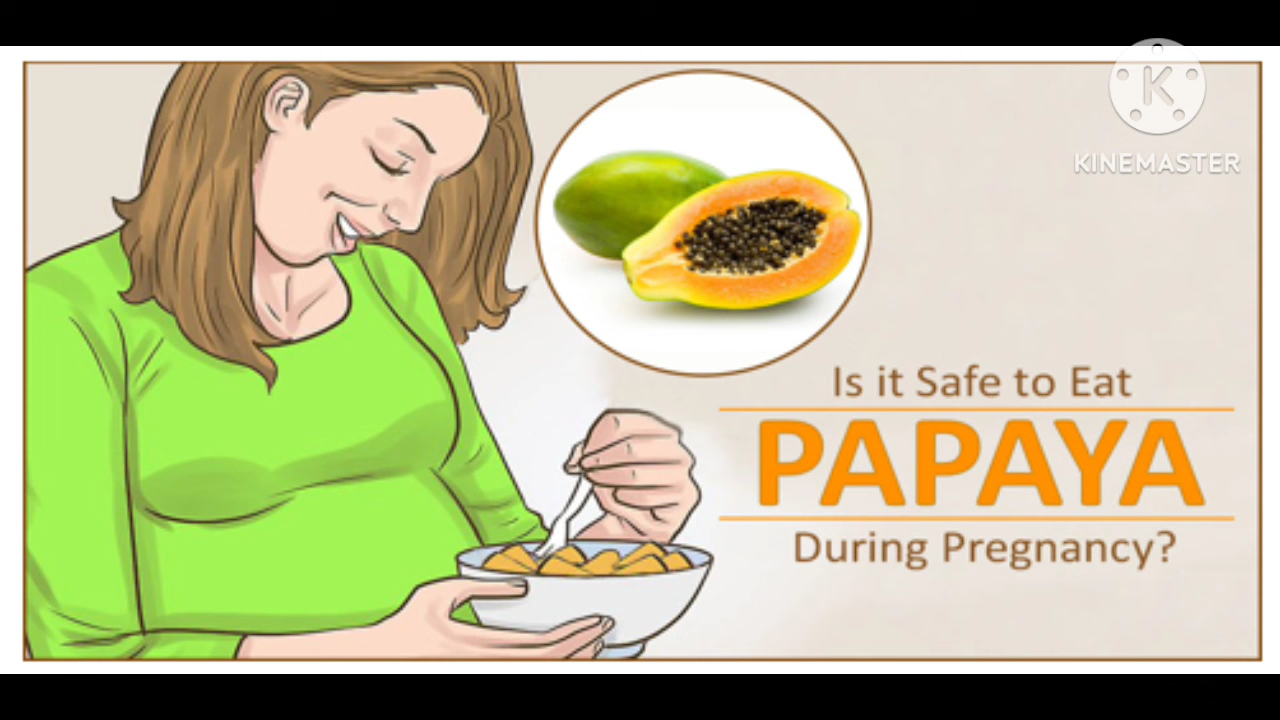 K
KINEMASTER
Is it Safe to Eat
PAPAYA
During Pregnancy?